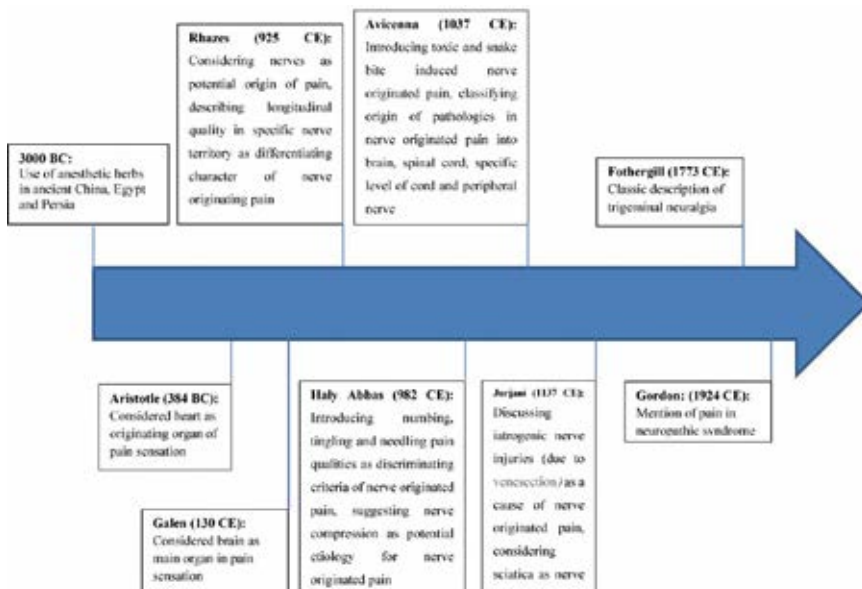 Rhazes (925 CE):
Considering nerves as
potential origin of pain,
describing longitudinal
quality in specific nerve
territory as differentiating
character of nerve
originating pain
Avicenna (1037 CE):
Introducing toxic and snake
bite induced nerve
originated pain, classifying
origin of pathologies in
nerve originated pain into
brain, spinal cord, specific
level of cord and peripheral
nerve
3000 BC:
Use of anesthetic herbs
in ancient China, Egypt
and Persia
Fothergill (1773 CE):
Classic description of
trigeminal neuralgia
Aristotle (384 BC):
Considered heart as
originating organ of
pain sensation
Galen (130 CE):
Considered brain as
main organ in pain
sensation
Haly Abbas (982 CE):
Introducing numbing,
tingling and needling pain
qualities as discriminating
criteria of nerve originated
pain, suggesting nerve
compression as potential
etiology for nerve
originated pain
Jorjani (1137 CE):
Discussing
iatrogenic nerve
injuries (due to
venesection) as a
cause of nerve
originated pain,
considering
sciatica as nerve
Gordon: (1924 CE):
Mention of pain in
neuropathic syndrome